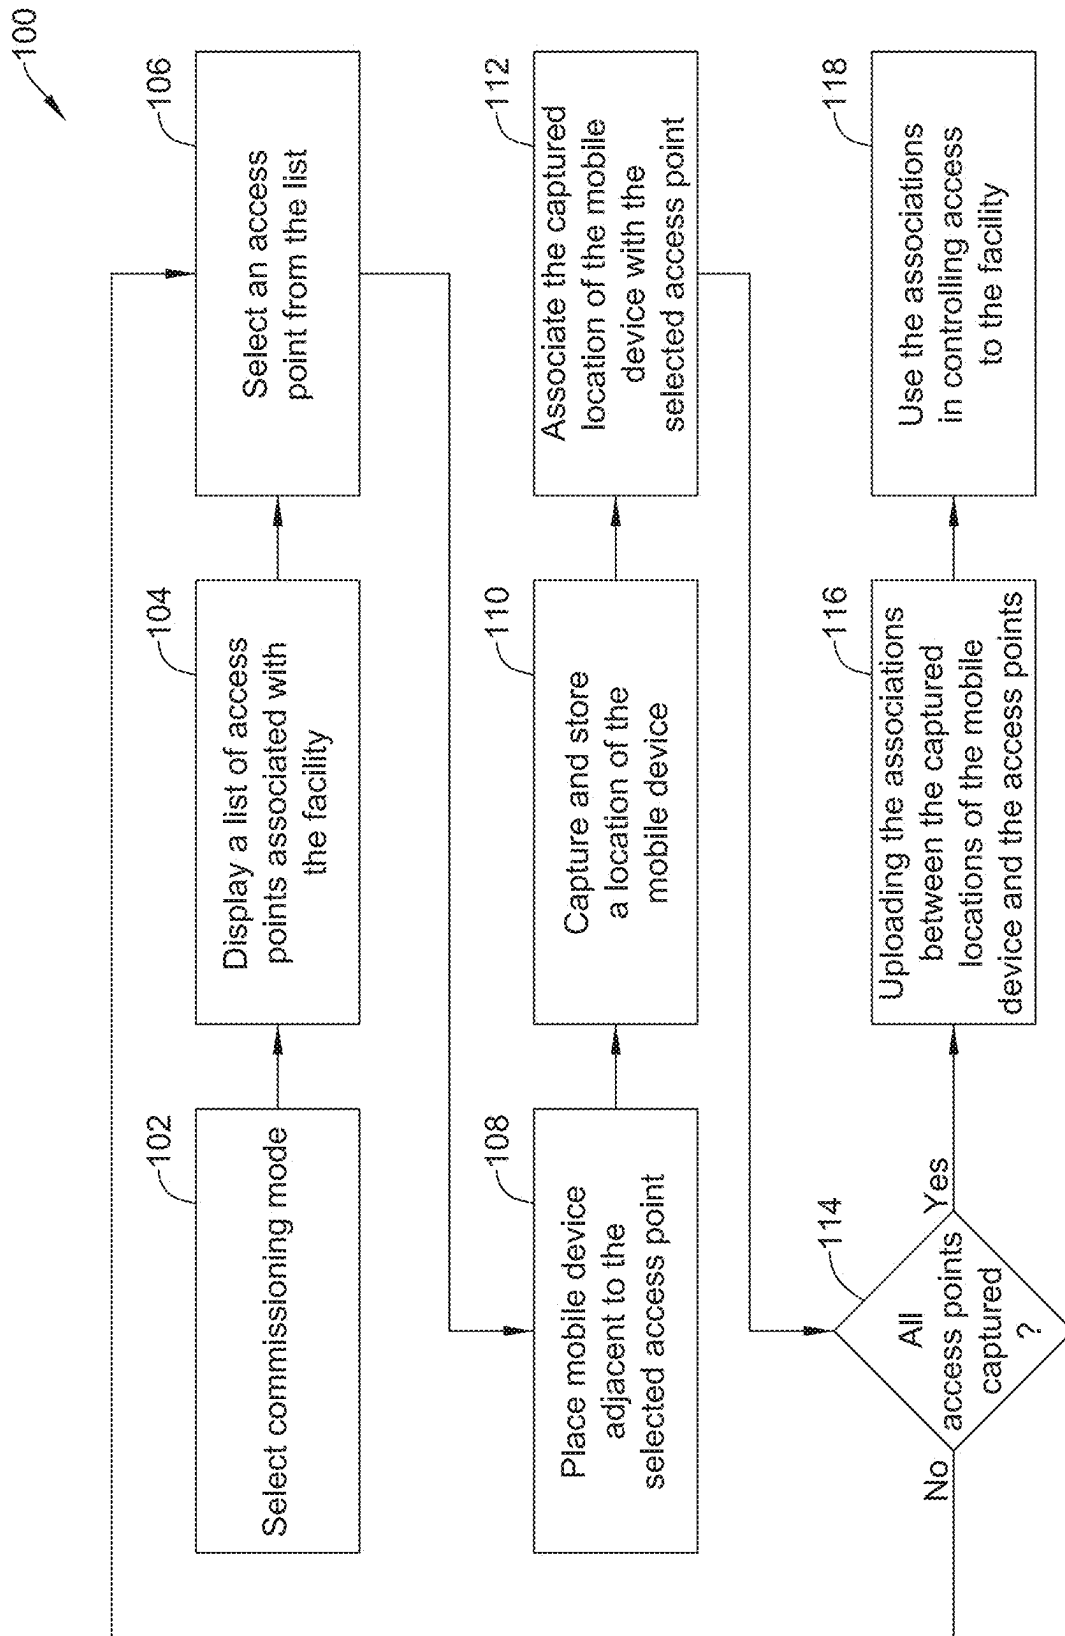 100
102
Select commissioning mode
104
Display a list of access
points associated with
the facility
106
Select an access
point from the list
108
Place mobile device
adjacent to the
selected access point
110
Capture and store
a location of the
mobile device
112
Associate the captured
location of the mobile
device with the
selected access point
114
All
access points
captured
?
No
Yes
116
Uploading the associations
between the captured
locations of the mobile
device and the access points
118
Use the associations
in controlling access
to the facility